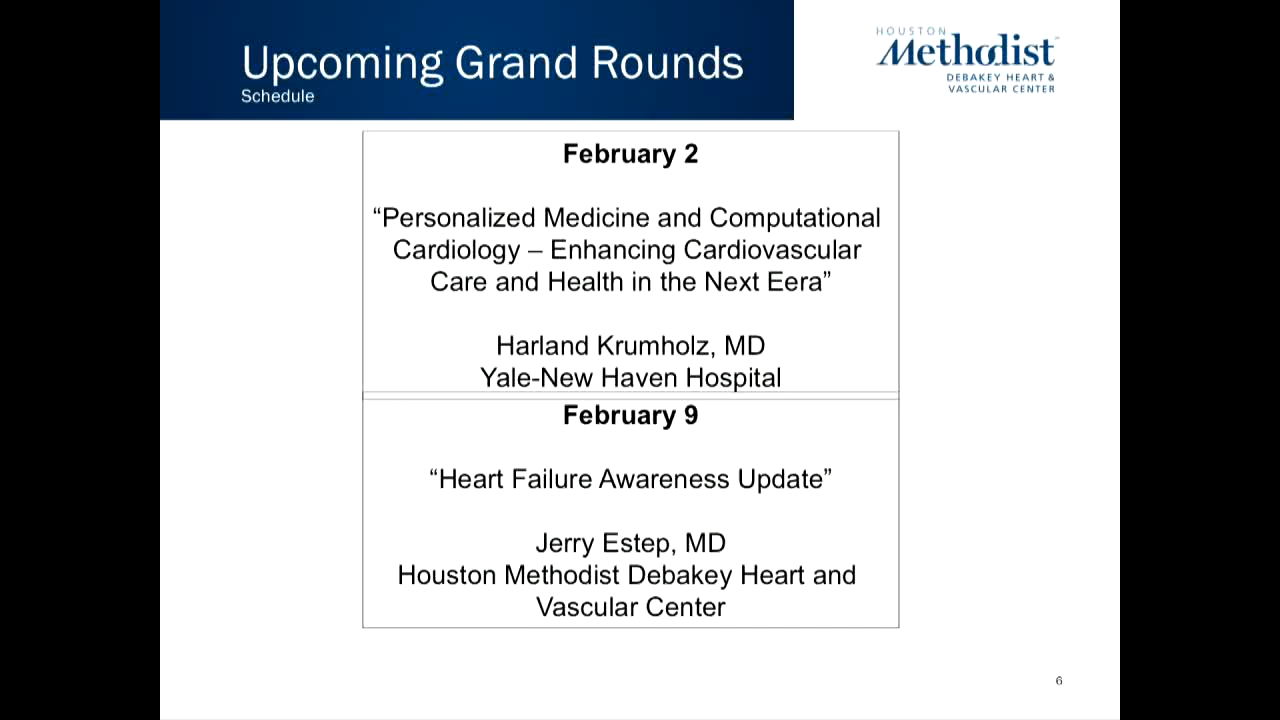 Upcoming Grand Rounds
Schedule
HOUSTON
Methodist
DEBAKEY HEART &
VASCULAR CENTER
February 2
“Personalized Medicine and Computational
Cardiology – Enhancing Cardiovascular
Care and Health in the Next Eera”
Harland Krumholz, MD
Yale-New Haven Hospital
February 9
“Heart Failure Awareness Update”
Jerry Estep, MD
Houston Methodist Debakey Heart and
Vascular Center
6